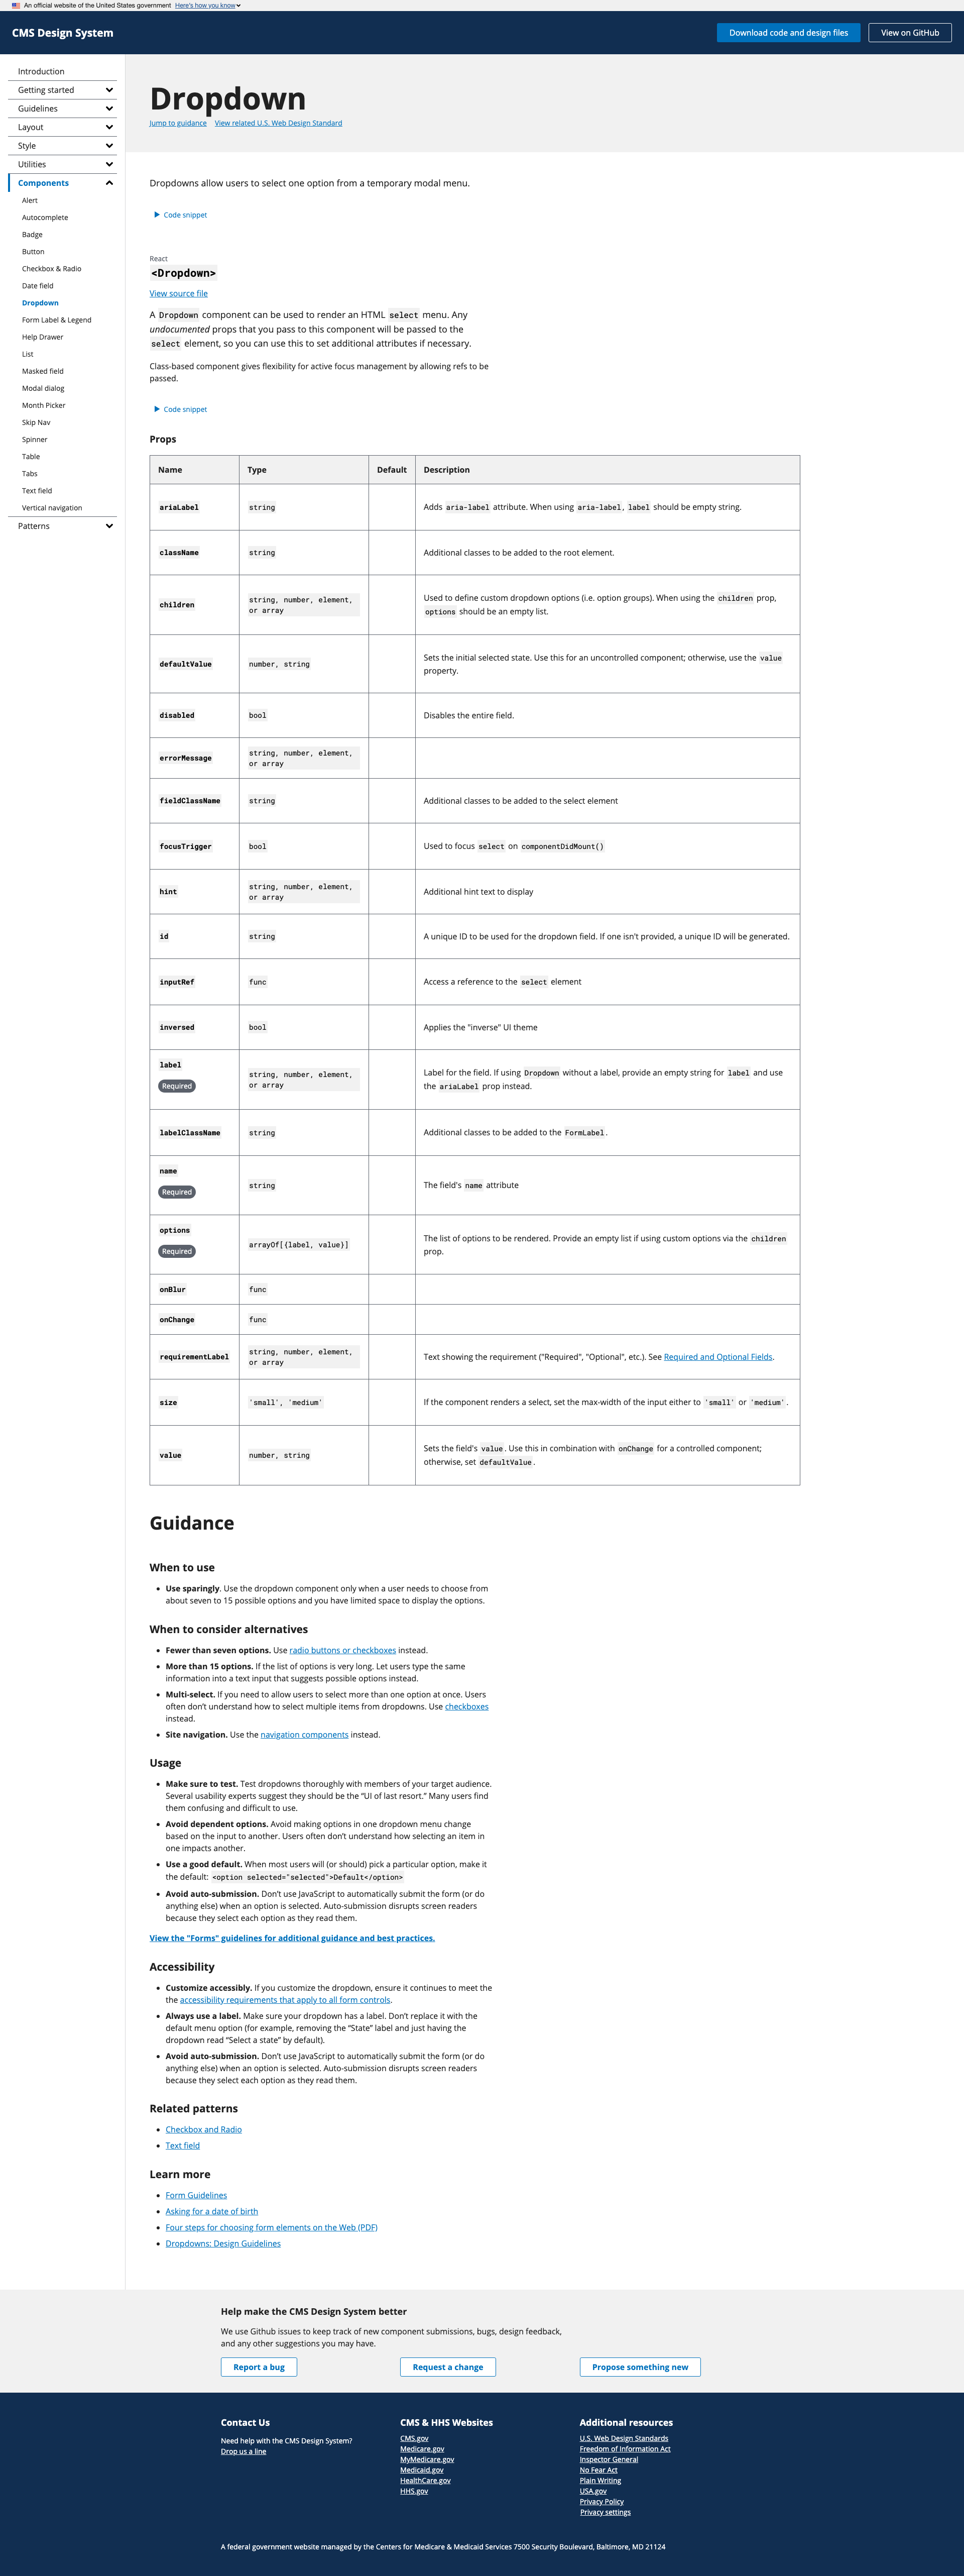 An official website of the United States government Here's how you know
CMS Design System
Download code and design files
View on GitHub
Introduction
Getting started
Guidelines
Layout
Style
Utilities
Components
Alert
Autocomplete
Badge
Button
Checkbox & Radio
Date field
Dropdown
Form Label & Legend
Help Drawer
List
Masked field
Modal dialog
Month Picker
Skip Nav
Spinner
Table
Tabs
Text field
Vertical navigation
Patterns
Dropdown
Jump to guidance View related U.S. Web Design Standard
Dropdowns allow users to select one option from a temporary modal menu.
Code snippet
React
<Dropdown>
View source file
A Dropdown component can be used to render an HTML select menu. Any
undocumented props that you pass to this component will be passed to the
select element, so you can use this to set additional attributes if necessary.
Class-based component gives flexibility for active focus management by allowing refs to be
passed.
Code snippet
Props
Name Type Default Description
ariaLabel string Adds aria-label attribute. When using aria-label, label should be empty string.
className string Additional classes to be added to the root element.
children string, number, element, or array Used to define custom dropdown options (i.e. option groups). When using the children prop,
options should be an empty list.
defaultValue number, string Sets the initial selected state. Use this for an uncontrolled component; otherwise, use the value
property.
disabled bool Disables the entire field.
errorMessage string, number, element,
or array
fieldClassName string Additional classes to be added to the select element
focusTrigger bool Used to focus select on componentDidMount()
hint string, number, element, or array Additional hint text to display
id string A unique ID to be used for the dropdown field. If one isn't provided, a unique ID will be generated.
inputRef func Access a reference to the select element
inversed bool Applies the "inverse" UI theme
label
Required
string, number, element, or array Label for the field. If using Dropdown without a label, provide an empty string for label and use
the ariaLabel prop instead.
labelClassName string Additional classes to be added to the FormLabel.
name
Required
string The field's name attribute
options
Required
arrayOf[{label, value}] The list of options to be rendered. Provide an empty list if using custom options via the children
prop.
onBlur func
onChange func
requirementLabel string, number, element, or array Text showing the requirement ("Required", "Optional", etc.). See Required and Optional Fields.
size 'small', 'medium' If the component renders a select, set the max-width of the input either to 'small' or 'medium'.
value number, string Sets the field's value. Use this in combination with onChange for a controlled component;
otherwise, set defaultValue.
Guidance
When to use
Use sparingly. Use the dropdown component only when a user needs to choose from
about seven to 15 possible options and you have limited space to display the options.
When to consider alternatives
Fewer than seven options. Use radio buttons or checkboxes instead.
More than 15 options. If the list of options is very long. Let users type the same
information into a text input that suggests possible options instead.
Multi-select. If you need to allow users to select more than one option at once. Users
often don’t understand how to select multiple items from dropdowns. Use checkboxes
instead.
Site navigation. Use the navigation components instead.
Usage
Make sure to test. Test dropdowns thoroughly with members of your target audience.
Several usability experts suggest they should be the “UI of last resort.” Many users find
them confusing and difficult to use.
Avoid dependent options. Avoid making options in one dropdown menu change
based on the input to another. Users often don’t understand how selecting an item in
one impacts another.
Use a good default. When most users will (or should) pick a particular option, make it
the default: <option selected="selected">Default</option>
Avoid auto-submission. Don’t use JavaScript to automatically submit the form (or do
anything else) when an option is selected. Auto-submission disrupts screen readers
because they select each option as they read them.
View the "Forms" guidelines for additional guidance and best practices.
Accessibility
Customize accessibly. If you customize the dropdown, ensure it continues to meet the
the accessibility requirements that apply to all form controls.
Always use a label. Make sure your dropdown has a label. Don’t replace it with the
default menu option (for example, removing the “State” label and just having the
dropdown read “Select a state” by default).
Avoid auto-submission. Don’t use JavaScript to automatically submit the form (or do
anything else) when an option is selected. Auto-submission disrupts screen readers
because they select each option as they read them.
Related patterns
Checkbox and Radio
Text field
Learn more
Form Guidelines
Asking for a date of birth
Four steps for choosing form elements on the Web (PDF)
Dropdowns: Design Guidelines
Help make the CMS Design System better
We use Github issues to keep track of new component submissions, bugs, design feedback,
and any other suggestions you may have.
Report a bug
Request a change
Propose something new
Contact Us
Need help with the CMS Design System?
Drop us a line
CMS & HHS Websites
CMS.gov
Medicare.gov
MyMedicare.gov
Medicaid.gov
HealthCare.gov
HHS.gov
Additional resources
U.S. Web Design Standards
Freedom of Information Act
Inspector General
No Fear Act
Plain Writing
USA.gov
Privacy Policy
Privacy settings
A federal government website managed by the Centers for Medicare & Medicaid Services 7500 Security Boulevard, Baltimore, MD 21124